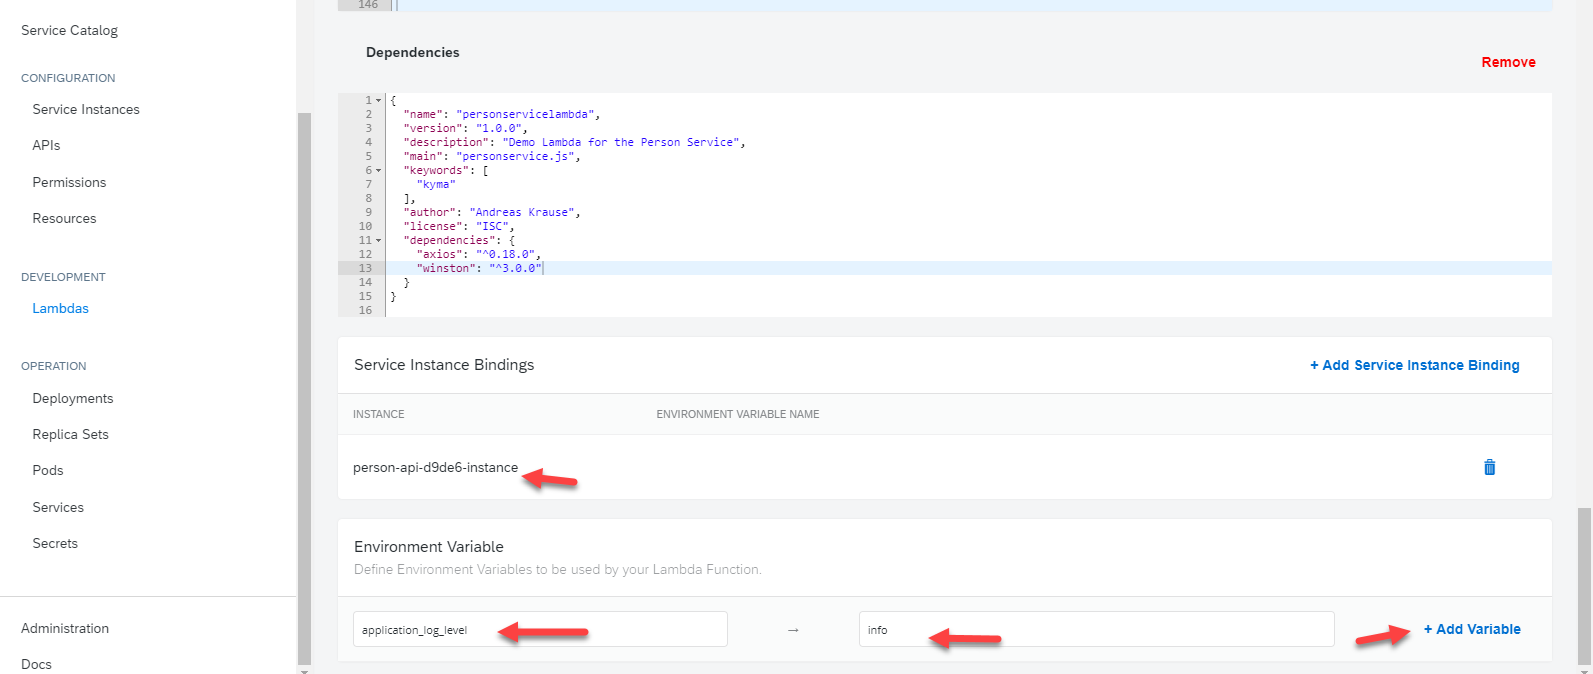 Service Catalog
CONFIGURATION
Service Instances
APIs
Permissions
Resources
DEVELOPMENT
Lambdas
OPERATION
Deployments
Replica Sets
Pods
Services
Secrets
Administration
Docs
146
Dependencies
Remove
1 {
2 "name": "personservicelambda",
3 "version": "1.0.0",
4 "description": "Demo Lambda for the Person Service",
5 "main": "personservice.js",
6 "keywords": [
7 "kyma"
8 ],
9 "author": "Andreas Krause",
10 "license": "ISC",
11 "dependencies": {
12 "axios": "^0.18.0",
13 "winston": "^3.0.0"
14 }
15 }
16
Service Instance Bindings
+ Add Service Instance Binding
INSTANCE ENVIRONMENT VARIABLE NAME
person-api-d9de6-instance
Environment Variable
Define Environment Variables to be used by your Lambda Function.
application_log_level → info + Add Variable